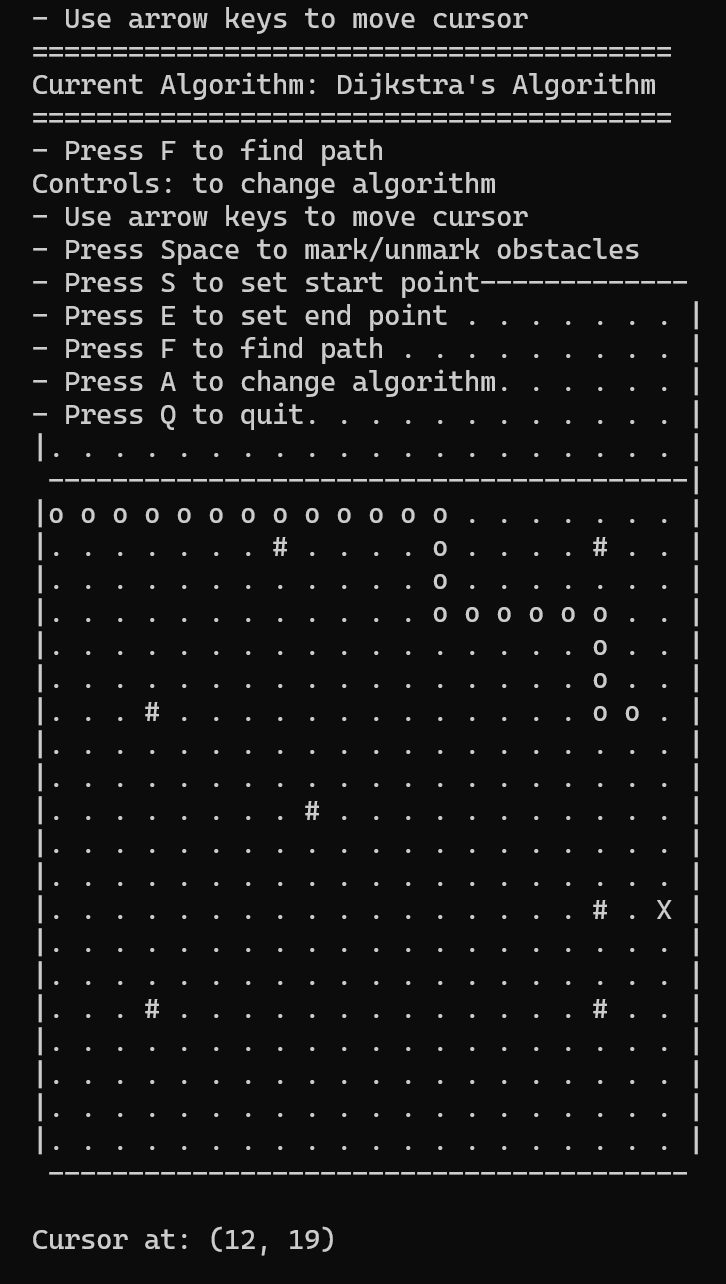 - Use arrow keys to move cursor
========================================
Current Algorithm: Dijkstra's Algorithm
========================================
- Press F to find path
Controls: to change algorithm
- Use arrow keys to move cursor
- Press Space to mark/unmark obstacles
- Press S to set start point-------------
- Press E to set end point . . . . . . . |
- Press F to find path . . . . . . . . . |
- Press A to change algorithm. . . . . . |
- Press Q to quit. . . . . . . . . . . . |
|. . . . . . . . . . . . . . . . . . . . |
 ----------------------------------------|
|o o o o o o o o o o o o o . . . . . . . |
|. . . . . . . # . . . . o . . . . # . . |
|. . . . . . . . . . . . o . . . . . . . |
|. . . . . . . . . . . . o o o o o o . . |
|. . . . . . . . . . . . . . . . . o . . |
|. . . . . . . . . . . . . . . . . o . . |
|. . . # . . . . . . . . . . . . . o o . |
|. . . . . . . . . . . . . . . . . . . . |
|. . . . . . . . . . . . . . . . . . . . |
|. . . . . . . . # . . . . . . . . . . . |
|. . . . . . . . . . . . . . . . . . . . |
|. . . . . . . . . . . . . . . . . . . . |
|. . . . . . . . . . . . . . . . . # . X |
|. . . . . . . . . . . . . . . . . . . . |
|. . . . . . . . . . . . . . . . . . . . |
|. . . # . . . . . . . . . . . . . # . . |
|. . . . . . . . . . . . . . . . . . . . |
|. . . . . . . . . . . . . . . . . . . . |
|. . . . . . . . . . . . . . . . . . . . |
|. . . . . . . . . . . . . . . . . . . . |
 ----------------------------------------
Cursor at: (12, 19)